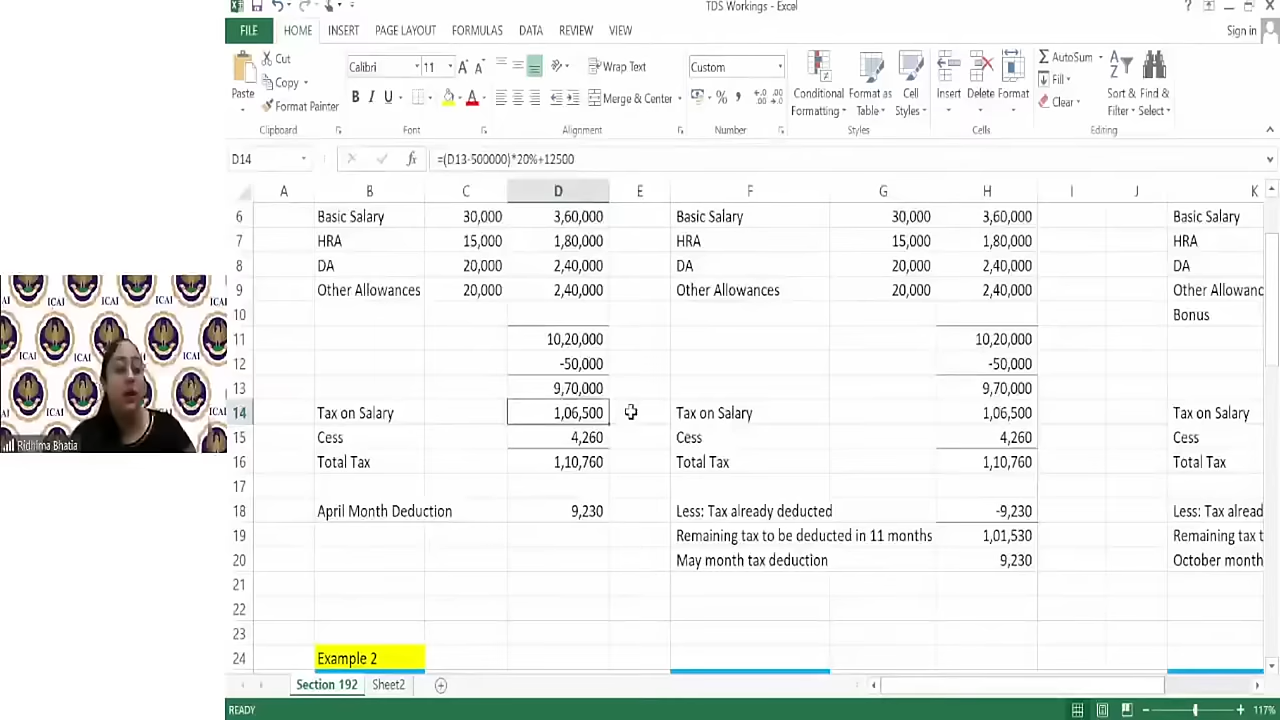 TDS Workings - Excel
?
FILE HOME INSERT PAGE LAYOUT FORMULAS DATA REVIEW VIEW Sign in
Paste Cut Copy Format Painter
Clipboard
Calibri 11
B I U
Font
Wrap Text
Merge & Center
Alignment
Custom
%
Number
Conditional Formatting Format as Table Cell Styles
Styles
Insert Delete Format
Cells
AutoSum Fill Clear
Sort & Filter Find & Select
Editing
D14 fx =(D13-500000)*20%+12500
A B C D E F G H I J K
6 Basic Salary 30,000 3,60,000 Basic Salary 30,000 3,60,000 Basic Salary
7 HRA 15,000 1,80,000 HRA 15,000 1,80,000 HRA
8 DA 20,000 2,40,000 DA 20,000 2,40,000 DA
9 Other Allowances 20,000 2,40,000 Other Allowances 20,000 2,40,000 Other Allowanc
10 Bonus
11 10,20,000 10,20,000
12 -50,000 -50,000
13 9,70,000 9,70,000
14 Tax on Salary 1,06,500 Tax on Salary 1,06,500 Tax on Salary
15 Cess 4,260 Cess 4,260 Cess
16 Total Tax 1,10,760 Total Tax 1,10,760 Total Tax
17
18 April Month Deduction 9,230 Less: Tax already deducted -9,230 Less: Tax alread
19 Remaining tax to be deducted in 11 months 1,01,530 Remaining tax t
20 May month tax deduction 9,230 October month
21
22
23
24 Example 2
Section 192 Sheet2
READY 117%
ICAI ICAI ICAI
ICAI ICAI
Ridhima Bhatia